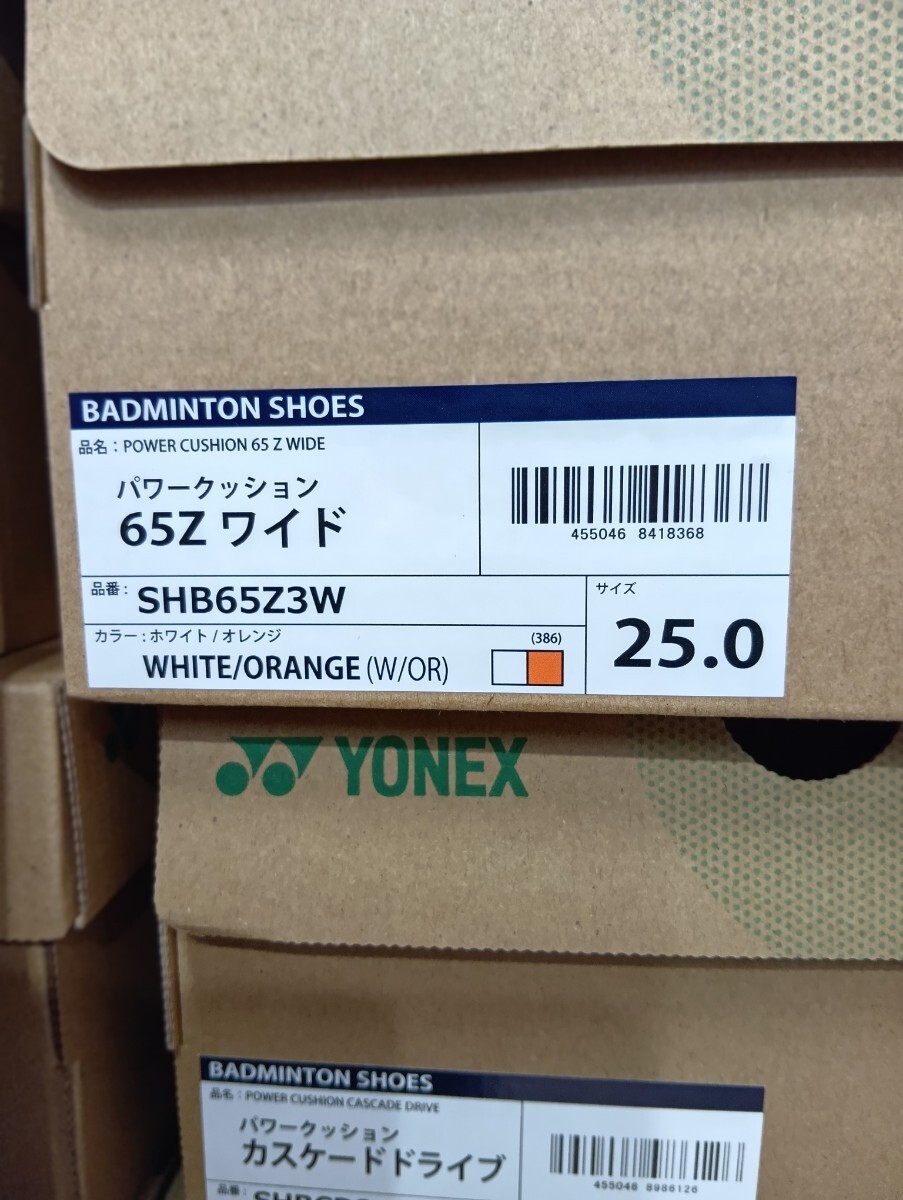 BADMINTON SHOES
品名：POWER CUSHION 65 Z WIDE
パワークッション
65Z ワイド
455046 8418368
品番： SHB65Z3W
カラー：ホワイト / オレンジ (386)
WHITE/ORANGE (W/OR)
サイズ
25.0
YONEX
BADMINTON SHOES
品名：POWER CUSHION CASCADE DRIVE
パワークッション
カスケードドライブ
455046 8986126
品番：